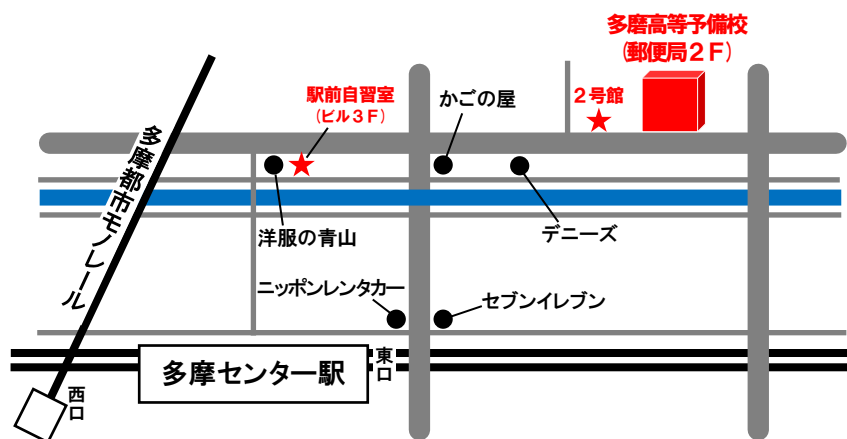 多磨高等予備校
(郵便局2F)
駅前自習室
(ビル3F)
かごの屋
2号館
多摩都市モノレール
洋服の青山
デニーズ
ニッポンレンタカー
セブンイレブン
多摩センター駅
東口
西口